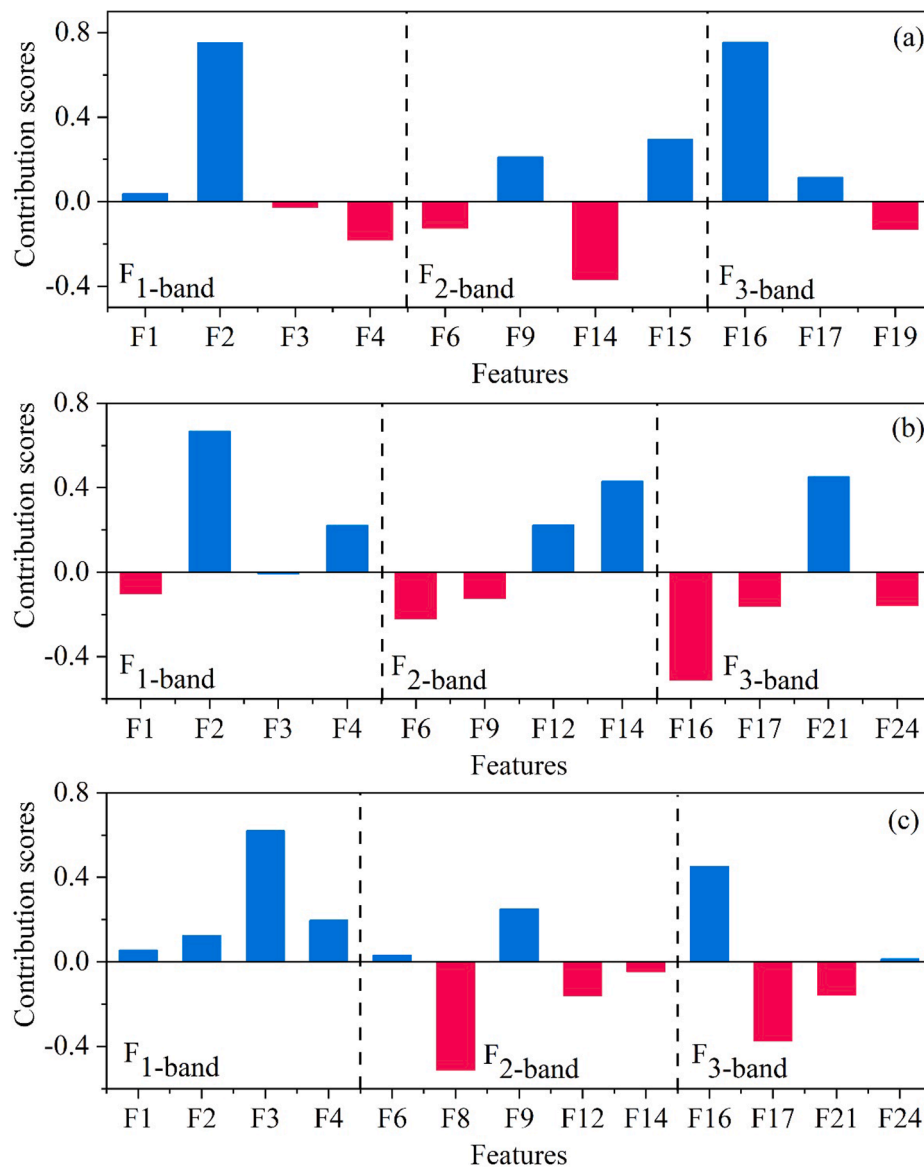 (a)
Contribution scores
0.8
0.4
0.0
-0.4
F1-band
F2-band
F3-band
F1 F2 F3 F4 F6 F9 F14 F15 F16 F17 F19
Features
(b)
Contribution scores
0.8
0.4
0.0
-0.4
F1-band
F2-band
F3-band
F1 F2 F3 F4 F6 F9 F12 F14 F16 F17 F21 F24
Features
(c)
Contribution scores
0.8
0.4
0.0
-0.4
F1-band
F2-band
F3-band
F1 F2 F3 F4 F6 F8 F9 F12 F14 F16 F17 F21 F24
Features